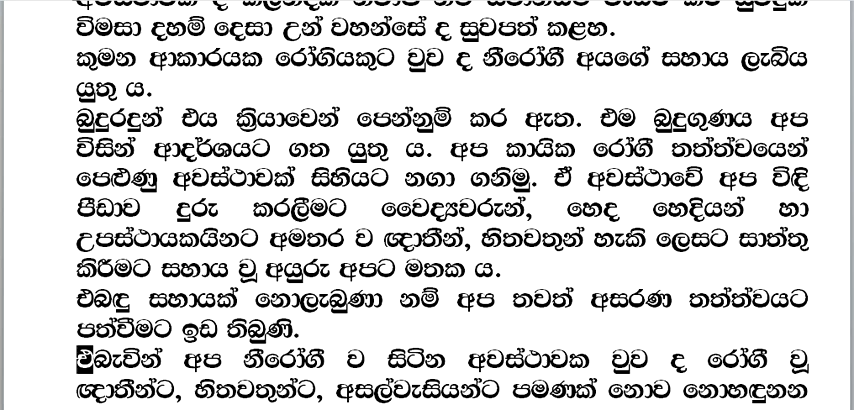 විමසා දහම් දෙසා උන් වහන්සේ ද සුවපත් කළහ.
කුමන ආකාරයක රෝගියකුට වුව ද නීරෝගී අයගේ සහාය ලැබිය
යුතු ය.
බුදුරදුන් එය ක්‍රියාවෙන් පෙන්නුම් කර ඇත. එම බුදුගුණය අප
විසින් ආදර්ශයට ගත යුතු ය. අප කායික රෝගී තත්ත්වයෙන්
පෙළුණු අවස්ථාවක් සිහියට නගා ගනිමු. ඒ අවස්ථාවේ අප විඳි
පීඩාව දුරු කරලීමට වෛද්‍යවරුන්, හෙද හෙදියන් හා
උපස්ථායකයිනට අමතර ව ඥාතීන්, හිතවතුන් හැකි ලෙසට සාත්තු
කිරීමට සහාය වූ අයුරු අපට මතක ය.
එබඳු සහායක් නොලැබුණා නම් අප තවත් අසරණ තත්ත්වයට
පත්වීමට ඉඩ තිබුණි.
එබැවින් අප නීරෝගී ව සිටින අවස්ථාවක වුව ද රෝගී වූ
ඥාතීන්ට, හිතවතුන්ට, අසල්වැසියන්ට පමණක් නොව නොහඳුනන